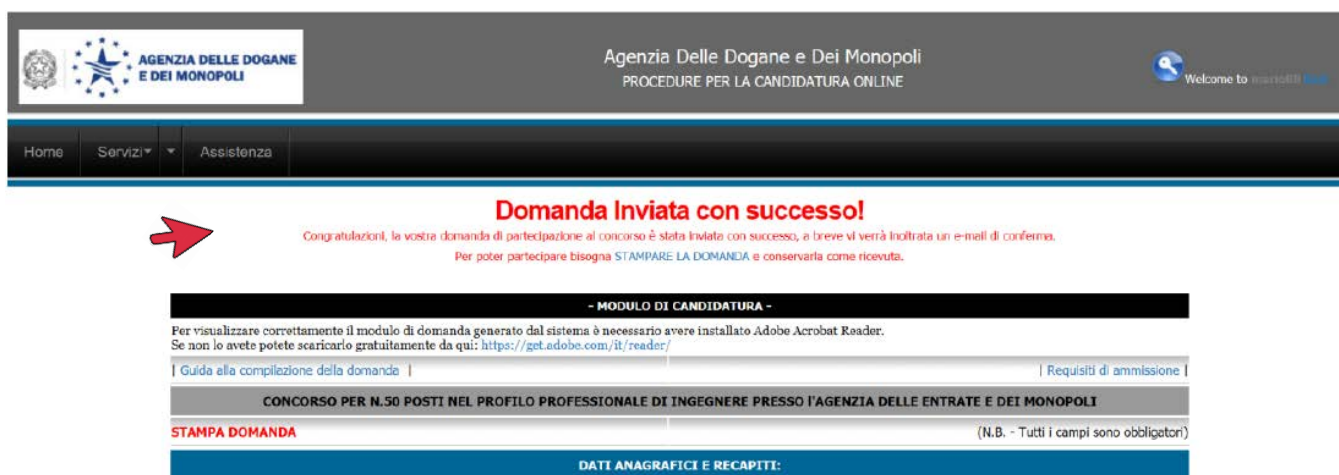 AGENZIA DELLE DOGANE
E DEI MONOPOLI
Agenzia Delle Dogane e Dei Monopoli
PROCEDURE PER LA CANDIDATURA ONLINE
Welcome to
Home Servizi Assistenza
Domanda Inviata con successo!
Congratulazioni, la vostra domanda di partecipazione al concorso è stata inviata con successo, a breve vi verrà inoltrata un e-mail di conferma.
Per poter partecipare bisogna STAMPARE LA DOMANDA e conservarla come ricevuta.
- MODULO DI CANDIDATURA -
Per visualizzare correttamente il modulo di domanda generato dal sistema è necessario avere installato Adobe Acrobat Reader.
Se non lo avete potete scaricarlo gratuitamente da qui: https://get.adobe.com/it/reader/
| Guida alla compilazione della domanda | | Requisiti di ammissione |
CONCORSO PER N.50 POSTI NEL PROFILO PROFESSIONALE DI INGEGNERE PRESSO l'AGENZIA DELLE ENTRATE E DEI MONOPOLI
STAMPA DOMANDA (N.B. - Tutti i campi sono obbligatori)
DATI ANAGRAFICI E RECAPITI: